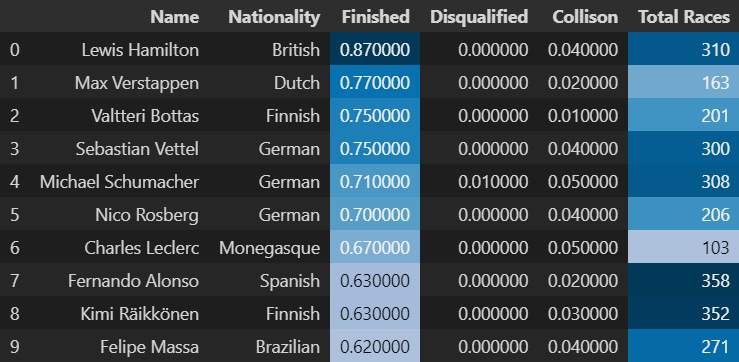 Name Nationality Finished Disqualified Collison Total Races
0 Lewis Hamilton British 0.870000 0.000000 0.040000 310
1 Max Verstappen Dutch 0.770000 0.000000 0.020000 163
2 Valtteri Bottas Finnish 0.750000 0.000000 0.010000 201
3 Sebastian Vettel German 0.750000 0.000000 0.040000 300
4 Michael Schumacher German 0.710000 0.010000 0.050000 308
5 Nico Rosberg German 0.700000 0.000000 0.040000 206
6 Charles Leclerc Monegasque 0.670000 0.000000 0.050000 103
7 Fernando Alonso Spanish 0.630000 0.000000 0.020000 358
8 Kimi Räikkönen Finnish 0.630000 0.000000 0.030000 352
9 Felipe Massa Brazilian 0.620000 0.000000 0.040000 271